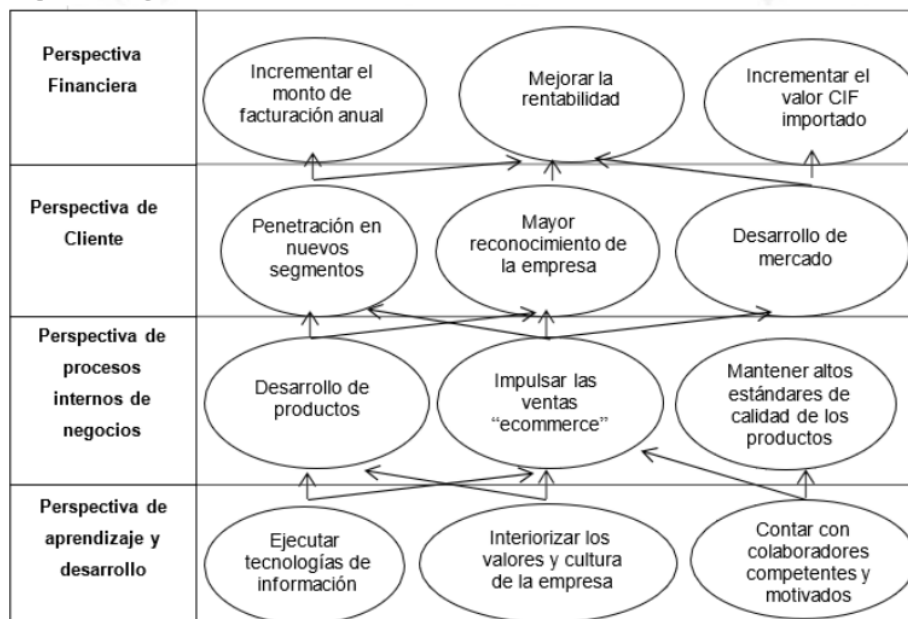 Perspectiva
Financiera
Incrementar el
monto de
facturación anual
Mejorar la
rentabilidad
Incrementar el
valor CIF
importado
Perspectiva de
Cliente
Penetración en
nuevos
segmentos
Mayor
reconocimiento de
la empresa
Desarrollo de
mercado
Perspectiva de
procesos
internos de
negocios
Desarrollo de
productos
Impulsar las
ventas
“ecommerce”
Mantener altos
estándares de
calidad de los
productos
Perspectiva de
aprendizaje y
desarrollo
Ejecutar
tecnologías de
información
Interiorizar los
valores y cultura
de la empresa
Contar con
colaboradores
competentes y
motivados